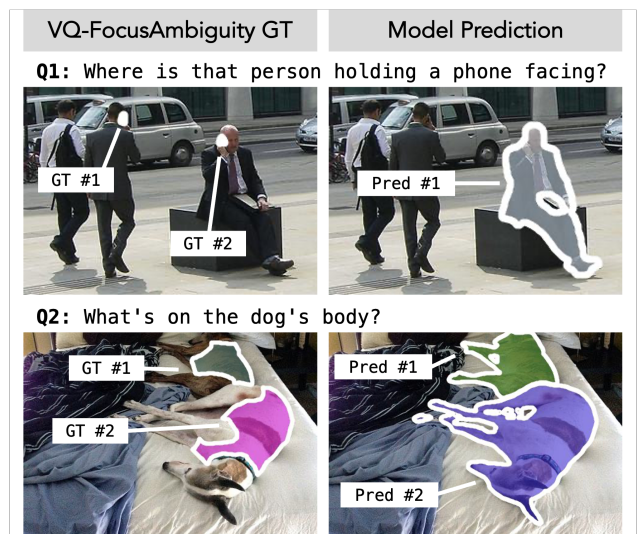 VQ-FocusAmbiguity GT
Model Prediction
Q1: Where is that person holding a phone facing?
GT #1
GT #2
Pred #1
Q2: What's on the dog's body?
GT #1
GT #2
Pred #1
Pred #2